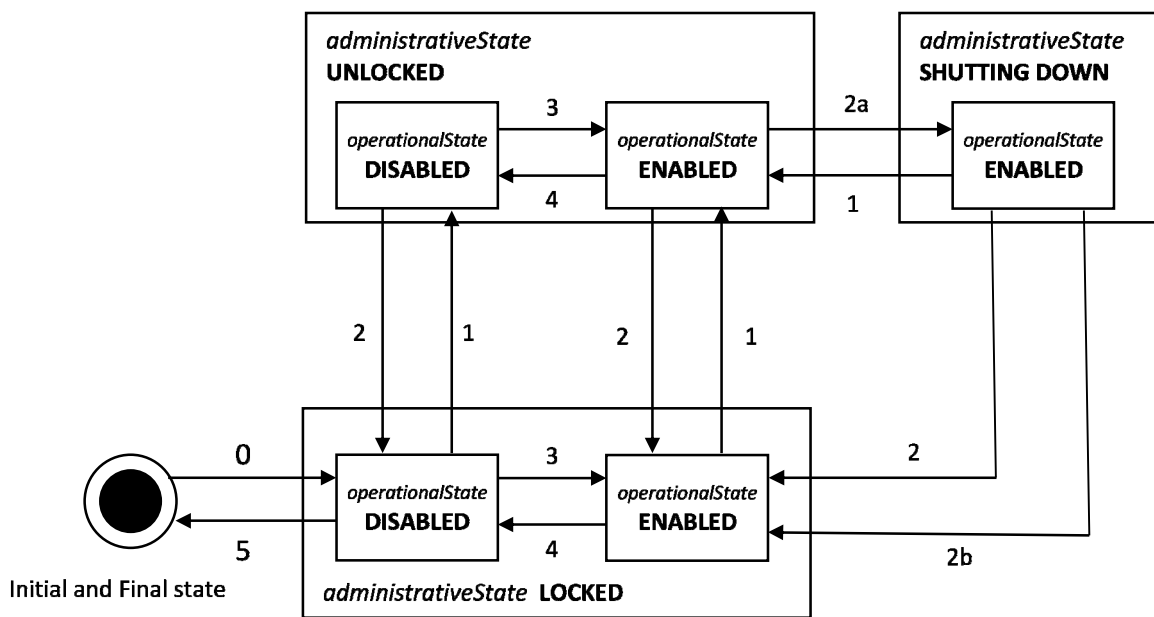 administrativeState
UNLOCKED
administrativeState
SHUTTING DOWN
3
2a
operationalState
DISABLED
operationalState
ENABLED
operationalState
ENABLED
4
1
2
1
2
1
0
3
2
operationalState
DISABLED
operationalState
ENABLED
5
4
2b
Initial and Final state
administrativeState LOCKED